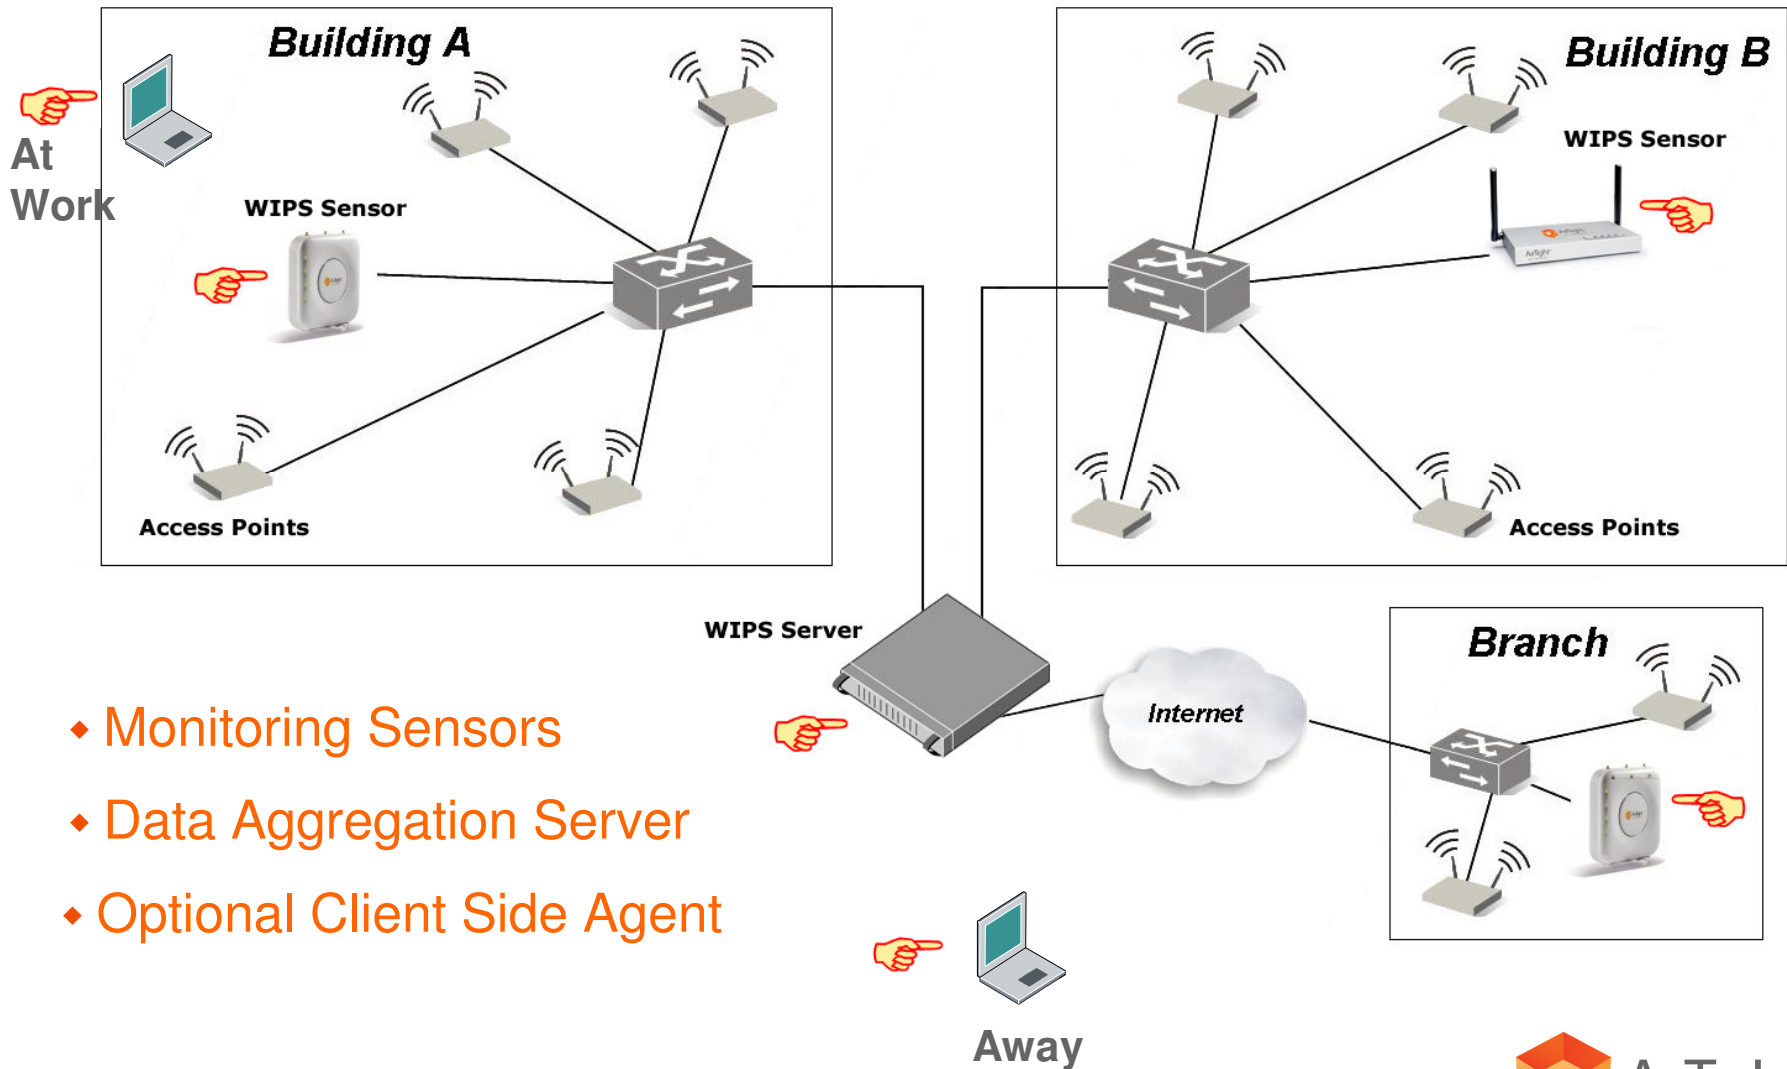 Building A
Building B
At
Work
WIPS Sensor
WIPS Sensor
AirTight
Access Points
Access Points
WIPS Server
Branch
Internet
◆ Monitoring Sensors
◆ Data Aggregation Server
◆ Optional Client Side Agent
Away